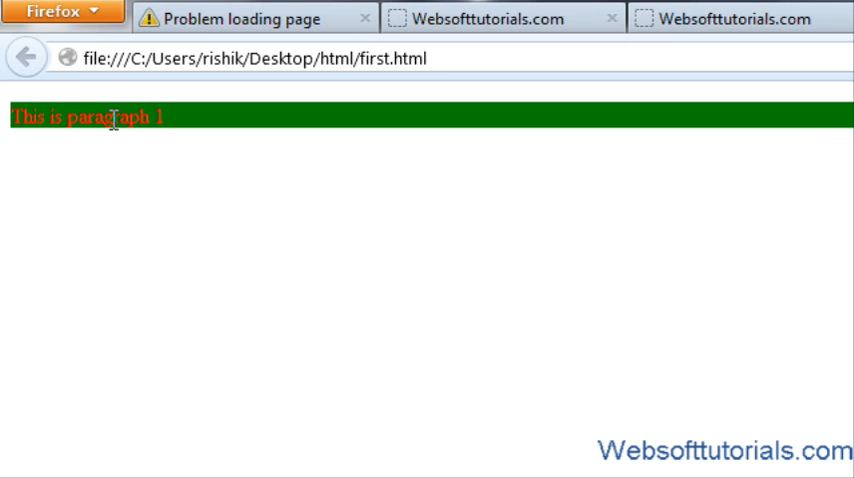 Firefox
Problem loading page
Websofttutorials.com
Websofttutorials.com
file:///C:/Users/rishik/Desktop/html/first.html
This is paragraph 1
Websofttutorials.com